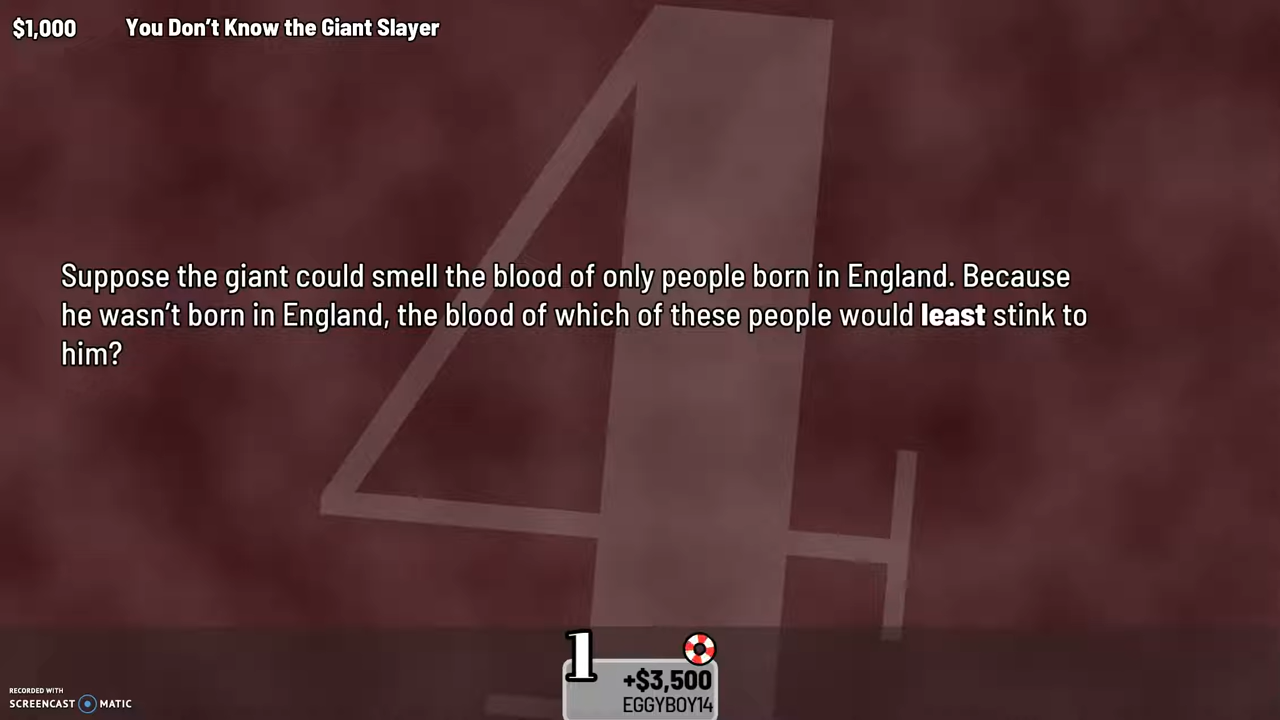 $1,000 You Don't Know the Giant Slayer
4
Suppose the giant could smell the blood of only people born in England. Because
he wasn't born in England, the blood of which of these people would least stink to
him?
1
+$3,500
EGGYBOY14
RECORDED WITH
SCREENCAST MATIC